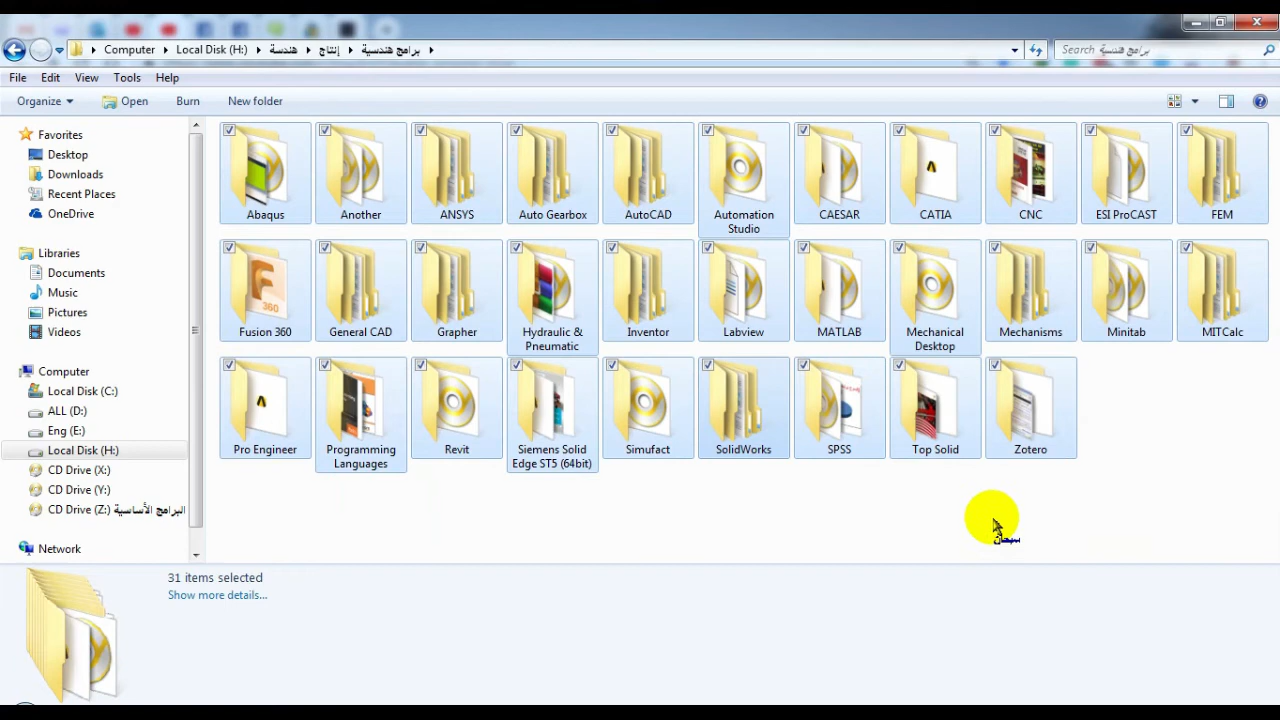 Computer Local Disk (H:) هندسة إنتاج برامج هندسية
Search برامج هندسية
File Edit View Tools Help
Organize Open Burn New folder
Favorites
Desktop
Downloads
Recent Places
OneDrive
Libraries
Documents
Music
Pictures
Videos
Computer
Local Disk (C:)
ALL (D:)
Eng (E:)
Local Disk (H:)
CD Drive (X:)
CD Drive (Y:)
CD Drive (Z:) البرامج الأساسية
Network
Abaqus
Another
ANSYS
Auto Gearbox
AutoCAD
Automation
Studio
CAESAR
CATIA
CNC
ESI ProCAST
FEM
Fusion 360
General CAD
Grapher
Hydraulic &
Pneumatic
Inventor
Labview
MATLAB
Mechanical
Desktop
Mechanisms
Minitab
MITCalc
Pro Engineer
Programming
Languages
Revit
Siemens Solid
Edge ST5 (64bit)
Simufact
SolidWorks
SPSS
Top Solid
Zotero
31 items selected
Show more details...